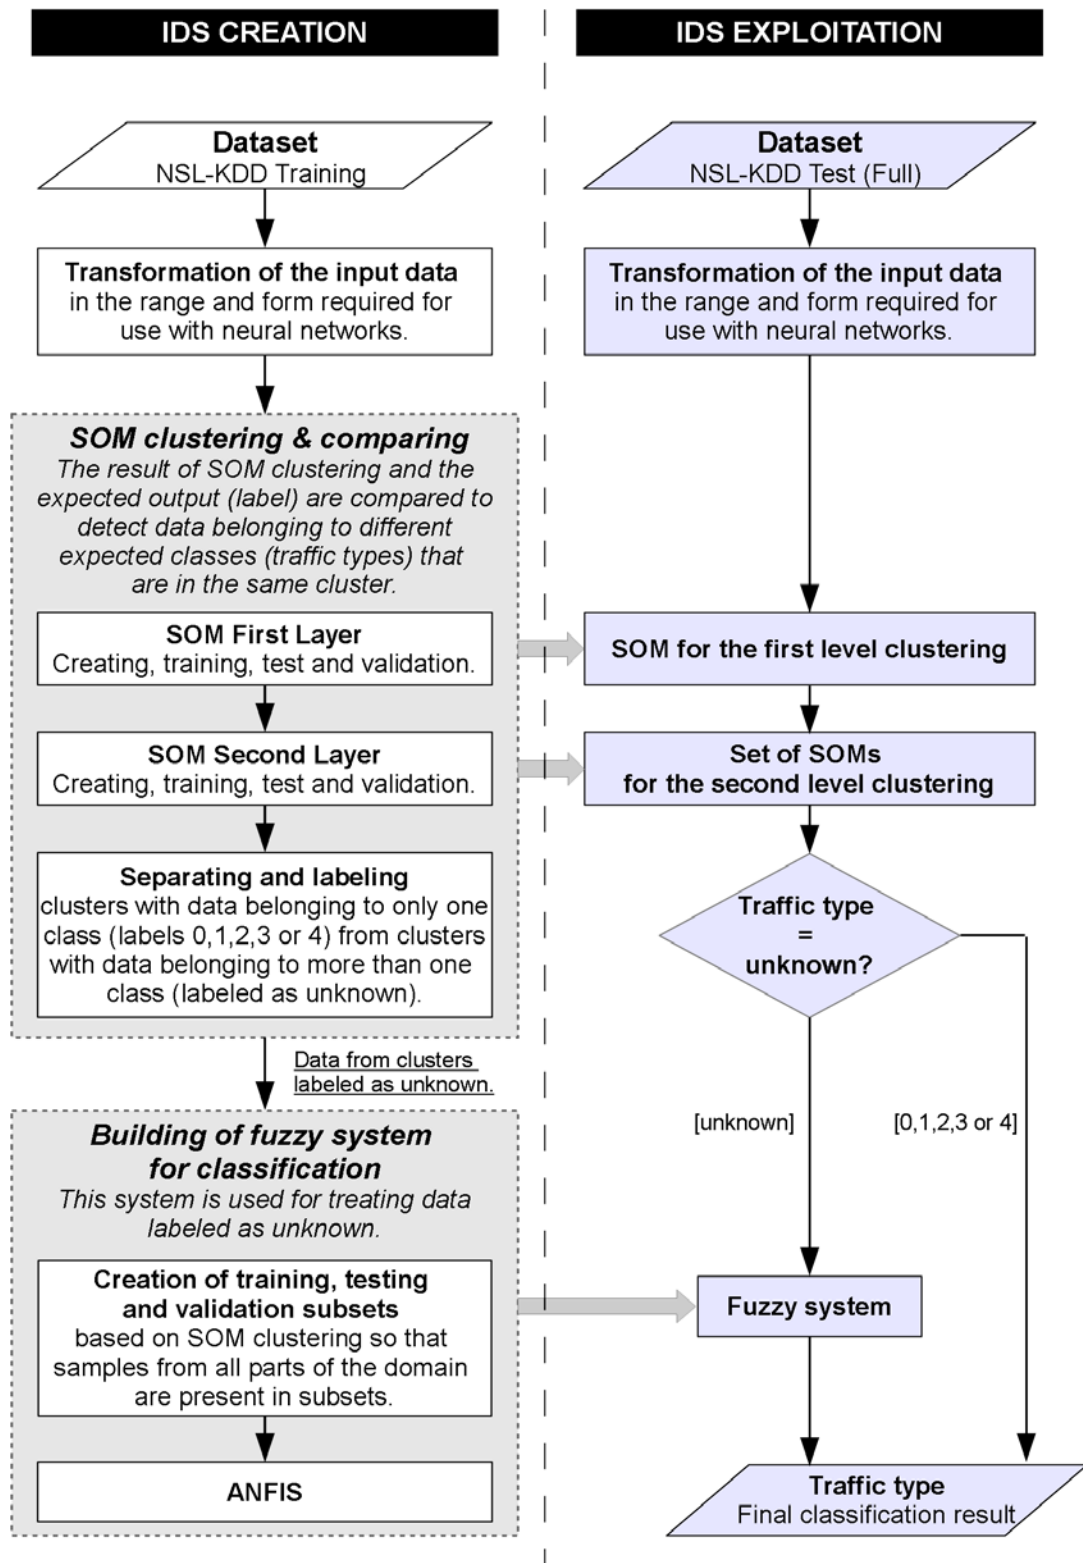 IDS CREATION
Dataset
NSL-KDD Training
Transformation of the input data
in the range and form required for
use with neural networks.
SOM clustering & comparing
The result of SOM clustering and the
expected output (label) are compared to
detect data belonging to different
expected classes (traffic types) that
are in the same cluster.
SOM First Layer
Creating, training, test and validation.
SOM Second Layer
Creating, training, test and validation.
Separating and labeling
clusters with data belonging to only one
class (labels 0,1,2,3 or 4) from clusters
with data belonging to more than one
class (labeled as unknown).
Data from clusters
labeled as unknown.
Building of fuzzy system
for classification
This system is used for treating data
labeled as unknown.
Creation of training, testing
and validation subsets
based on SOM clustering so that
samples from all parts of the domain
are present in subsets.
ANFIS
IDS EXPLOITATION
Dataset
NSL-KDD Test (Full)
Transformation of the input data
in the range and form required for
use with neural networks.
SOM for the first level clustering
Set of SOMs
for the second level clustering
Traffic type
=
unknown?
[unknown]
[0,1,2,3 or 4]
Fuzzy system
Traffic type
Final classification result